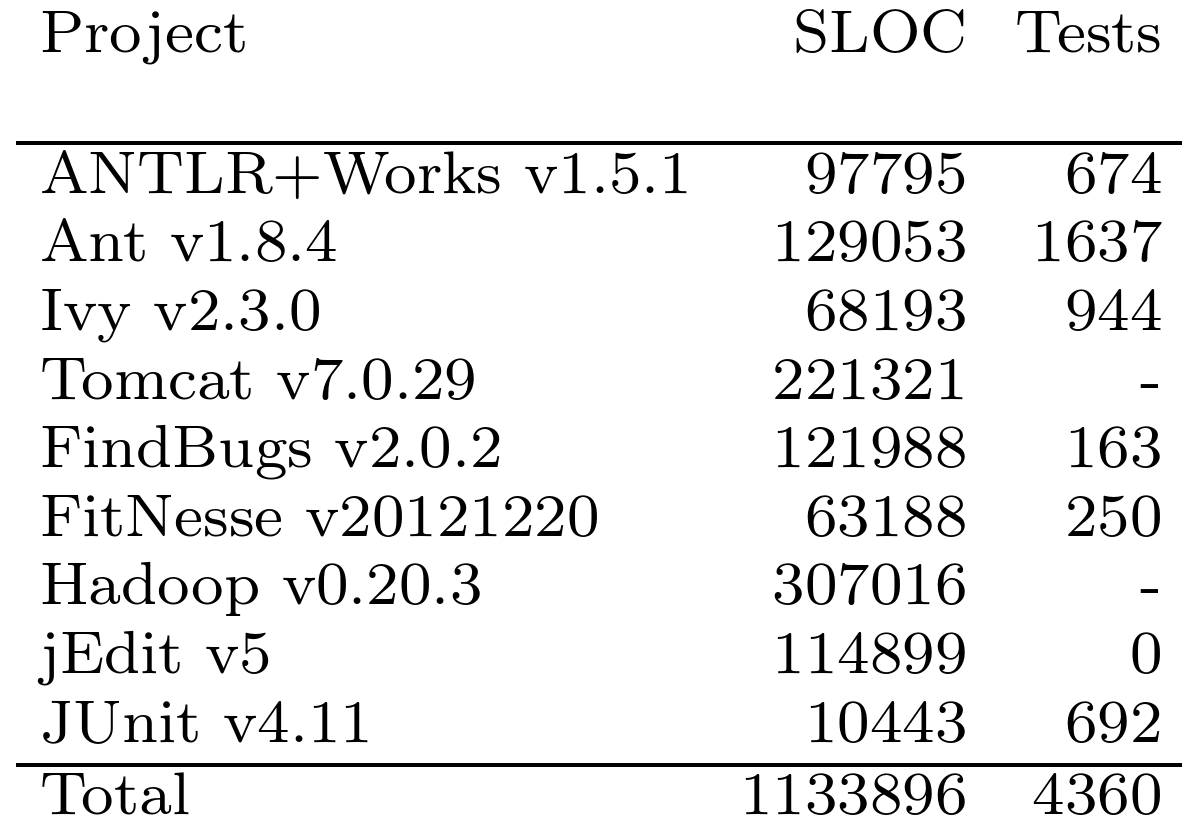 Project SLOC Tests
ANTLR+Works v1.5.1 97795 674
Ant v1.8.4 129053 1637
Ivy v2.3.0 68193 944
Tomcat v7.0.29 221321 -
FindBugs v2.0.2 121988 163
FitNesse v20121220 63188 250
Hadoop v0.20.3 307016 -
jEdit v5 114899 0
JUnit v4.11 10443 692
Total 1133896 4360